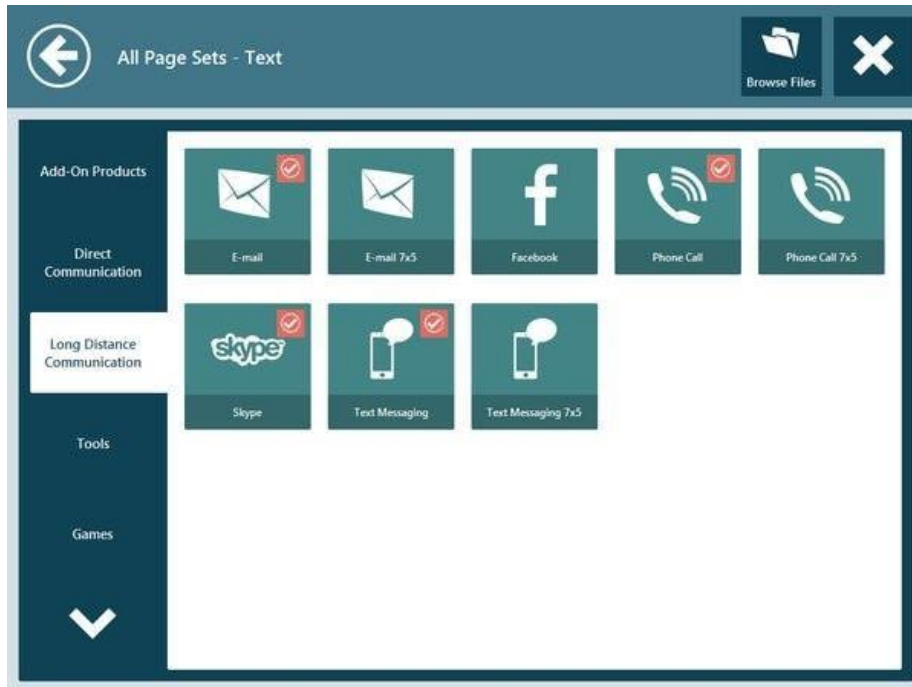 All Page Sets - Text
Browse Files
Add-On Products
Direct
Communication
Long Distance
Communication
Tools
Games
E-mail
E-mail 7x5
Facebook
Phone Call
Phone Call 7x5
skype
Skype
Text Messaging
Text Messaging 7x5